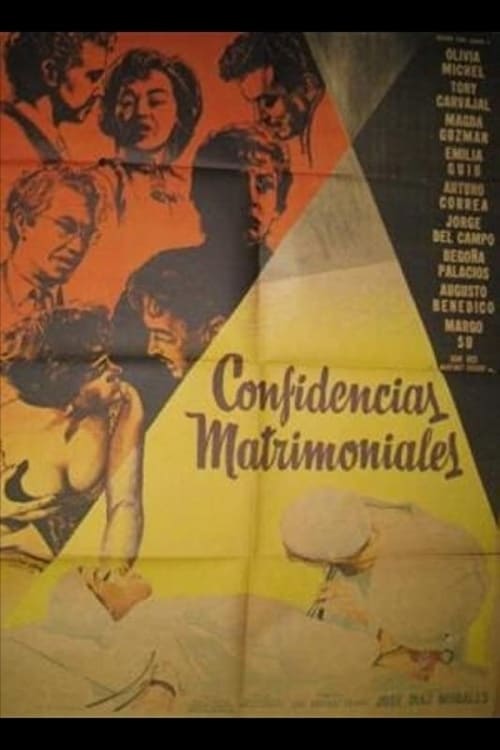 OLIVIA
MICHEL
TONY
CARVAJAL
MAGDA
GUZMAN
EMILIA
GUIU
ARTURO
CORREA
JORGE
DEL CAMPO
BEGOÑA
PALACIOS
AUGUSTO
BENEDICO
MARGO
SU
Confidencias
Matrimoniales
JOSE DIAZ MORALES